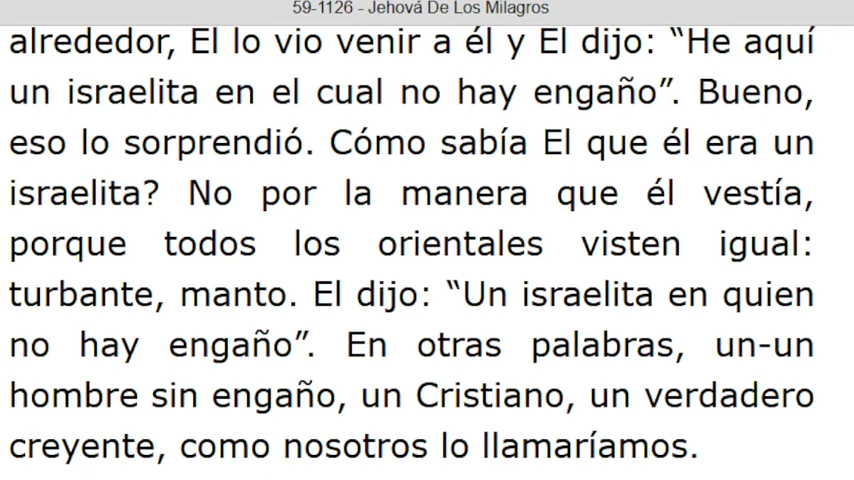 59-1126 - Jehová De Los Milagros
alrededor, El lo vio venir a él y El dijo: “He aquí
un israelita en el cual no hay engaño”. Bueno,
eso lo sorprendió. Cómo sabía El que él era un
israelita? No por la manera que él vestía,
porque todos los orientales visten igual:
turbante, manto. El dijo: “Un israelita en quien
no hay engaño”. En otras palabras, un-un
hombre sin engaño, un Cristiano, un verdadero
creyente, como nosotros lo llamaríamos.